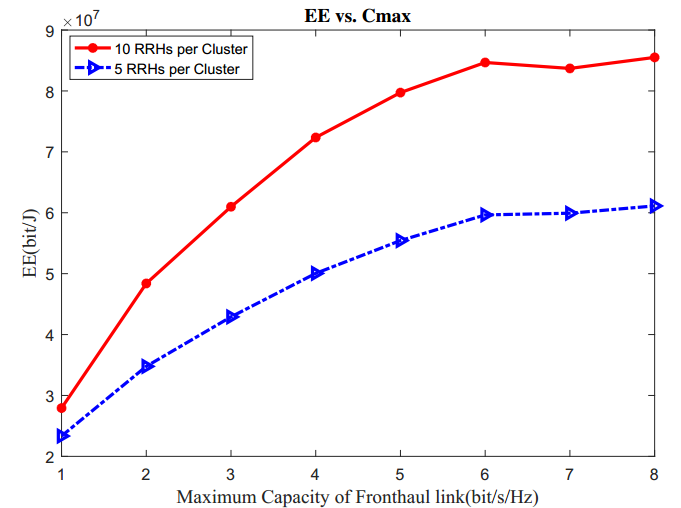 EE vs. Cmax
×10⁷
10 RRHs per Cluster
5 RRHs per Cluster
9
8
7
6
5
4
3
2
EE(bit/J)
1 2 3 4 5 6 7 8
Maximum Capacity of Fronthaul link(bit/s/Hz)